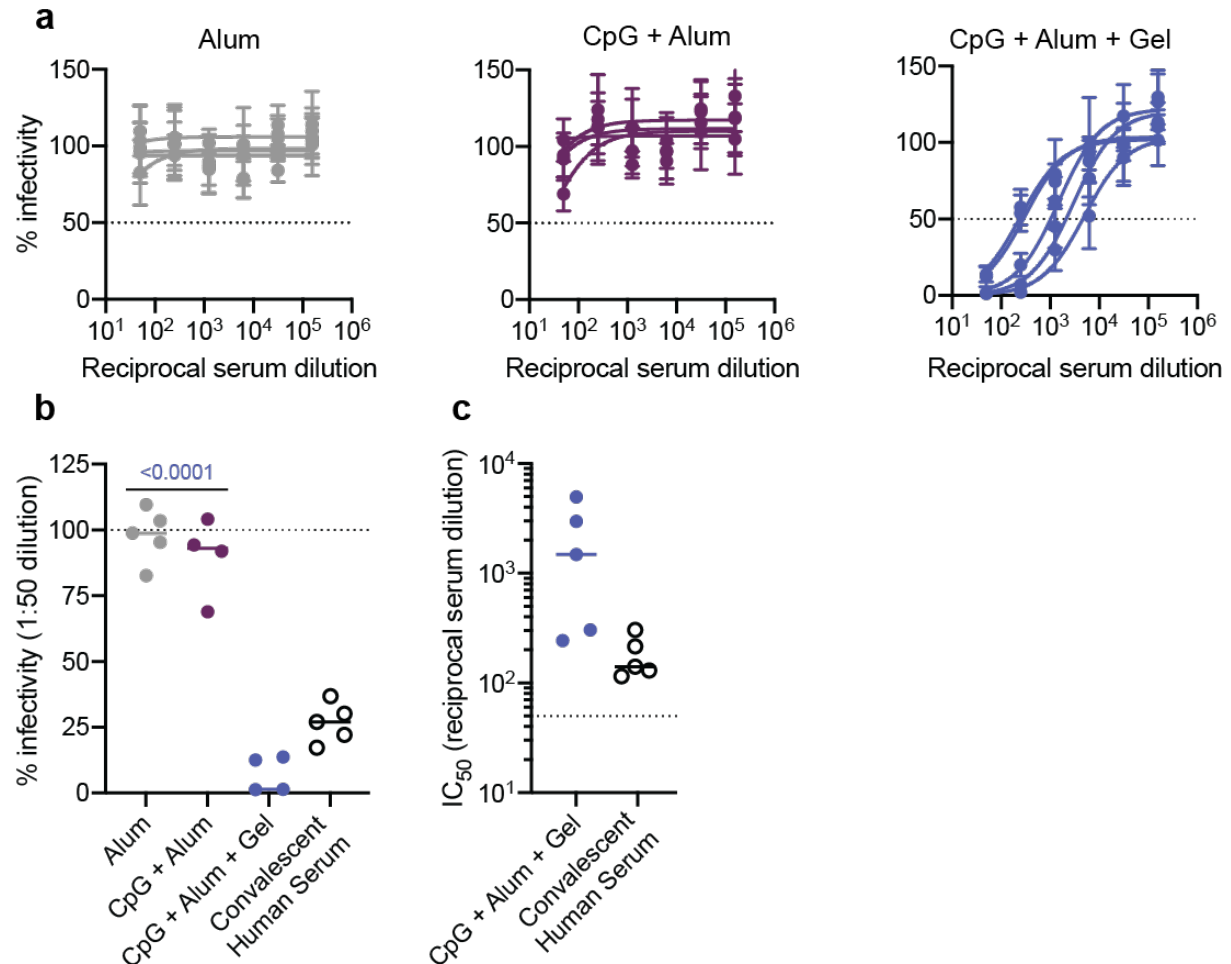 a
Alum
CpG + Alum
CpG + Alum + Gel
% infectivity
150
100
50
0
10¹ 10² 10³ 10⁴ 10⁵ 10⁶
Reciprocal serum dilution
150
100
50
0
10¹ 10² 10³ 10⁴ 10⁵ 10⁶
Reciprocal serum dilution
150
100
50
0
10¹ 10² 10³ 10⁴ 10⁵ 10⁶
Reciprocal serum dilution
b
% infectivity (1:50 dilution)
125
100
75
50
25
0
<0.0001
Alum
CpG + Alum
CpG + Alum + Gel
Convalescent
Human Serum
c
IC₅₀ (reciprocal serum dilution)
10⁴
10³
10²
10¹
CpG + Alum + Gel
Convalescent
Human Serum